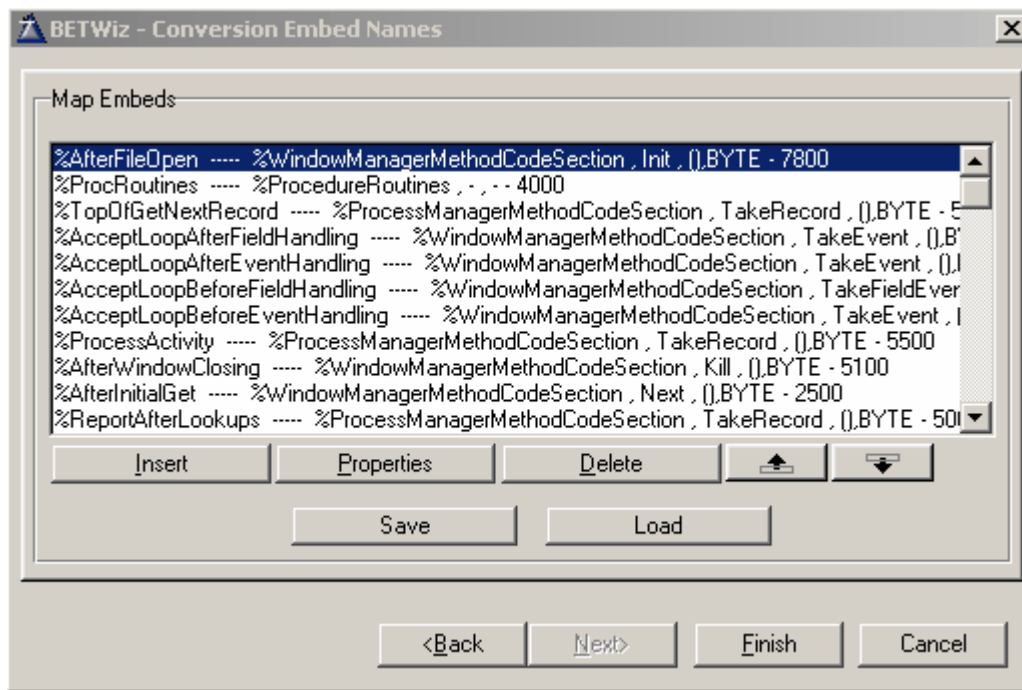 BETWiz - Conversion Embed Names
Map Embeds
%AfterFileOpen ----- %WindowManagerMethodCodeSection , Init , (),BYTE - 7800
%ProcRoutines ----- %ProcedureRoutines , - , - - 4000
%TopOfGetNextRecord ----- %ProcessManagerMethodCodeSection , TakeRecord , (),BYTE - 5
%AcceptLoopAfterFieldHandling ----- %WindowManagerMethodCodeSection , TakeEvent , (),B
%AcceptLoopAfterEventHandling ----- %WindowManagerMethodCodeSection , TakeEvent , (),
%AcceptLoopBeforeFieldHandling ----- %WindowManagerMethodCodeSection , TakeFieldEver
%AcceptLoopBeforeEventHandling ----- %WindowManagerMethodCodeSection , TakeEvent ,
%ProcessActivity ----- %ProcessManagerMethodCodeSection , TakeRecord , (),BYTE - 5500
%AfterWindowClosing ----- %WindowManagerMethodCodeSection , Kill , (),BYTE - 5100
%AfterInitialGet ----- %WindowManagerMethodCodeSection , Next , (),BYTE - 2500
%ReportAfterLookups ----- %ProcessManagerMethodCodeSection , TakeRecord , (),BYTE - 50
Insert Properties Delete
Save Load
<Back Next> Finish Cancel